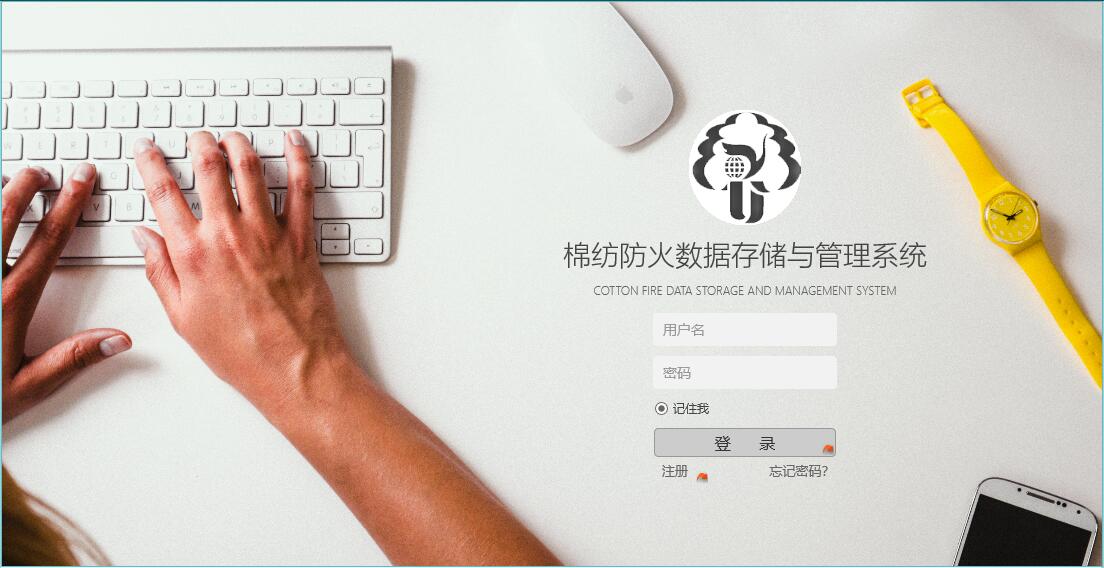 棉纺防火数据存储与管理系统
COTTON FIRE DATA STORAGE AND MANAGEMENT SYSTEM
用户名
密码
记住我
登 录
注册 忘记密码?